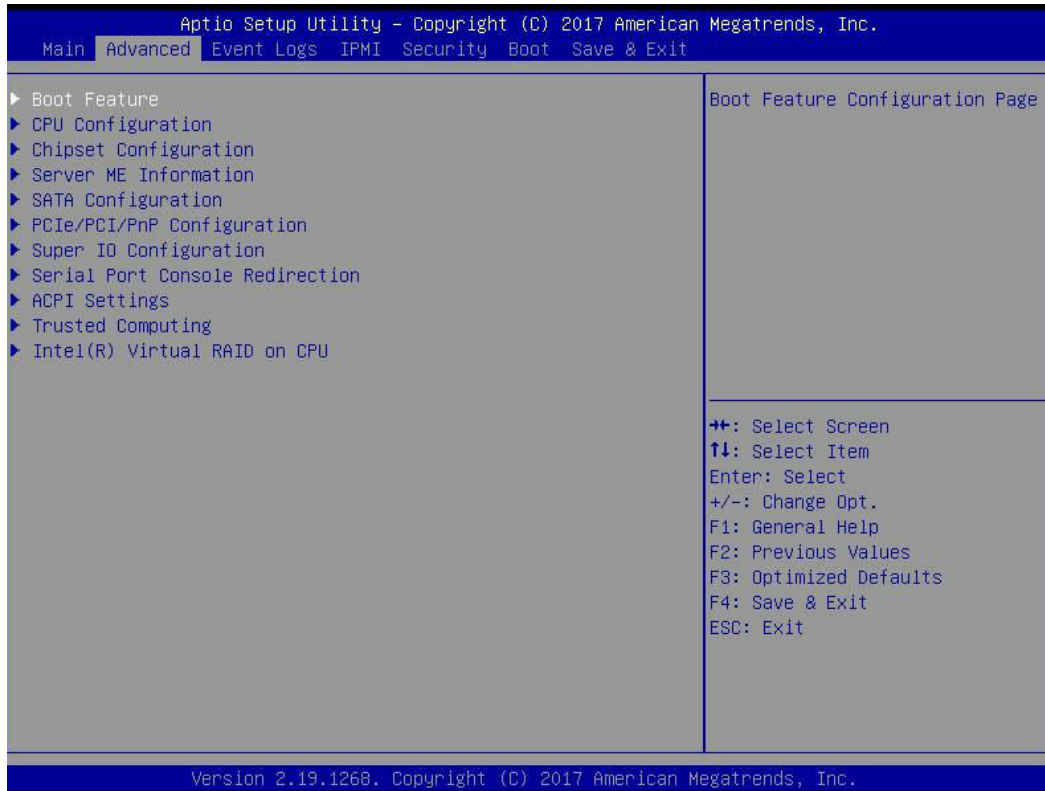 Aptio Setup Utility – Copyright (C) 2017 American Megatrends, Inc.
Main Advanced Event Logs IPMI Security Boot Save & Exit
▶ Boot Feature
▶ CPU Configuration
▶ Chipset Configuration
▶ Server ME Information
▶ SATA Configuration
▶ PCIe/PCI/PnP Configuration
▶ Super IO Configuration
▶ Serial Port Console Redirection
▶ ACPI Settings
▶ Trusted Computing
▶ Intel(R) Virtual RAID on CPU
Boot Feature Configuration Page
→←: Select Screen
↑↓: Select Item
Enter: Select
+/-: Change Opt.
F1: General Help
F2: Previous Values
F3: Optimized Defaults
F4: Save & Exit
ESC: Exit
Version 2.19.1268. Copyright (C) 2017 American Megatrends, Inc.